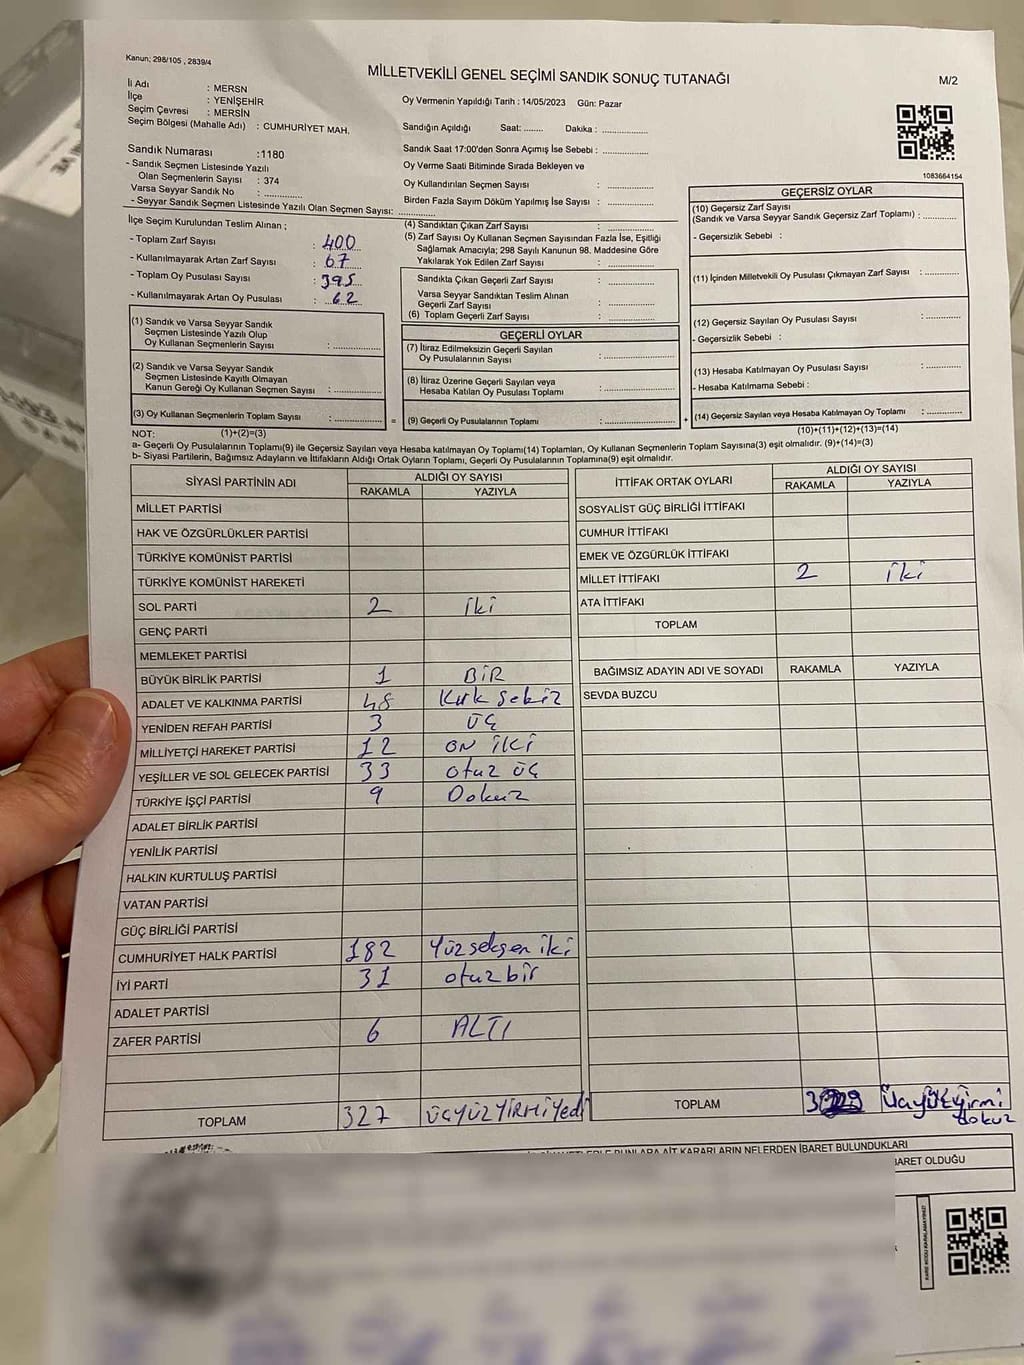 Kanun; 298/105 , 2839/4
MİLLETVEKİLİ GENEL SEÇİMİ SANDIK SONUÇ TUTANAĞI
M/2
İli Adı : MERSN
İlçe : YENİŞEHİR
Seçim Çevresi : MERSİN
Seçim Bölgesi (Mahalle Adı) : CUMHURİYET MAH.
Sandık Numarası :1180
- Sandık Seçmen Listesinde Yazılı
Olan Seçmenlerin Sayısı : 374
Varsa Seyyar Sandık No : ..............
- Seyyar Sandık Seçmen Listesinde Yazılı Olan Seçmen Sayısı: ..............
Oy Vermenin Yapıldığı Tarih : 14/05/2023 Gün: Pazar
Sandığın Açıldığı Saat: ........ Dakika : ..............
Sandık Saat 17:00'den Sonra Açımış İse Sebebi : ..............
Oy Verme Saati Bitiminde Sırada Bekleyen ve
Oy Kullandırılan Seçmen Sayısı : ..............
Birden Fazla Sayım Döküm Yapılmış İse Sayısı : ..............
1083664154
İlçe Seçim Kurulundan Teslim Alınan ;
- Toplam Zarf Sayısı : 400
- Kullanılmayarak Artan Zarf Sayısı : 67
- Toplam Oy Pusulası Sayısı : 395
- Kullanılmayarak Artan Oy Pusulası : 62
(1) Sandık ve Varsa Seyyar Sandık
Seçmen Listesinde Yazılı Olup
Oy Kullanan Seçmenlerin Sayısı : ..............
(2) Sandık ve Varsa Seyyar Sandık
Seçmen Listesinde Kayıtlı Olmayan
Kanun Gereği Oy Kullanan Seçmen Sayısı : ..............
(3) Oy Kullanan Seçmenlerin Toplam Sayısı : .............. =
(4) Sandıktan Çıkan Zarf Sayısı : ..............
(5) Zarf Sayısı Oy Kullanan Seçmen Sayısından Fazla İse, Eşitliği
Sağlamak Amacıyla; 298 Sayılı Kanunun 98. Maddesine Göre
Yakılarak Yok Edilen Zarf Sayısı : ..............
Sandıkta Çıkan Geçerli Zarf Sayısı : ..............
Varsa Seyyar Sandıktan Teslim Alınan
Geçerli Zarf Sayısı : ..............
(6) Toplam Geçerli Zarf Sayısı : ..............
GEÇERLİ OYLAR
(7) İtiraz Edilmeksizin Geçerli Sayılan
Oy Pusulalarının Sayısı : ..............
(8) İtiraz Üzerine Geçerli Sayılan veya
Hesaba Katılan Oy Pusulası Toplamı : ..............
(9) Geçerli Oy Pusulalarının Toplamı : .............. +
GEÇERSİZ OYLAR
(10) Geçersiz Zarf Sayısı
(Sandık ve Varsa Seyyar Sandık Geçersiz Zarf Toplamı) : ..............
- Geçersizlik Sebebi :
(11) İçinden Milletvekili Oy Pusulası Çıkmayan Zarf Sayısı : ..............
(12) Geçersiz Sayılan Oy Pusulası Sayısı : ..............
- Geçersizlik Sebebi :
(13) Hesaba Katılmayan Oy Pusulası Sayısı : ..............
- Hesaba Katılmama Sebebi :
(14) Geçersiz Sayılan veya Hesaba Katılmayan Oy Toplamı : ..............
NOT: (1)+(2)=(3) (10)+(11)+(12)+(13)=(14)
a- Geçerli Oy Pusulalarının Toplamı(9) ile Geçersiz Sayılan veya Hesaba katılmayan Oy Toplamı(14) Toplamları, Oy Kullanan Seçmenlerin Toplam Sayısına(3) eşit olmalıdır. (9)+(14)=(3)
b- Siyasi Partilerin, Bağımsız Adayların ve İttifakların Aldığı Ortak Oyların Toplamı, Geçerli Oy Pusulalarının Toplamına(9) eşit olmalıdır.
SİYASİ PARTİNİN ADI ALDIĞI OY SAYISI
RAKAMLA YAZIYLA
MİLLET PARTİSİ
HAK VE ÖZGÜRLÜKLER PARTİSİ
TÜRKİYE KOMÜNİST PARTİSİ
TÜRKİYE KOMÜNİST HAREKETİ
SOL PARTİ 2 iki
GENÇ PARTİ
MEMLEKET PARTİSİ
BÜYÜK BİRLİK PARTİSİ 1 BİR
ADALET VE KALKINMA PARTİSİ 48 Kırk sekiz
YENİDEN REFAH PARTİSİ 3 ÜÇ
MİLLİYETÇİ HAREKET PARTİSİ 12 ON İKİ
YEŞİLLER VE SOL GELECEK PARTİSİ 33 otuz üç
TÜRKİYE İŞÇİ PARTİSİ 9 Dokuz
ADALET BİRLİK PARTİSİ
YENİLİK PARTİSİ
HALKIN KURTULUŞ PARTİSİ
VATAN PARTİSİ
GÜÇ BİRLİĞİ PARTİSİ
CUMHURİYET HALK PARTİSİ 182 Yüzseksen iki
İYİ PARTİ 31 otuzbir
ADALET PARTİSİ
ZAFER PARTİSİ 6 ALTI
TOPLAM 327 ÜÇYÜZ YİRMİ Yedi
İTTİFAK ORTAK OYLARI ALDIĞI OY SAYISI
RAKAMLA YAZIYLA
SOSYALİST GÜÇ BİRLİĞİ İTTİFAKI
CUMHUR İTTİFAKI
EMEK VE ÖZGÜRLÜK İTTİFAKI
MİLLET İTTİFAKI 2 iki
ATA İTTİFAKI
TOPLAM
BAĞIMSIZ ADAYIN ADI VE SOYADI RAKAMLA YAZIYLA
SEVDA BUZCU
TOPLAM 329 Üçyüzyirmi
dokuz
KARARLARIN NELERDEN İBARET BULUNDUKLARI
BARET OLDUĞU